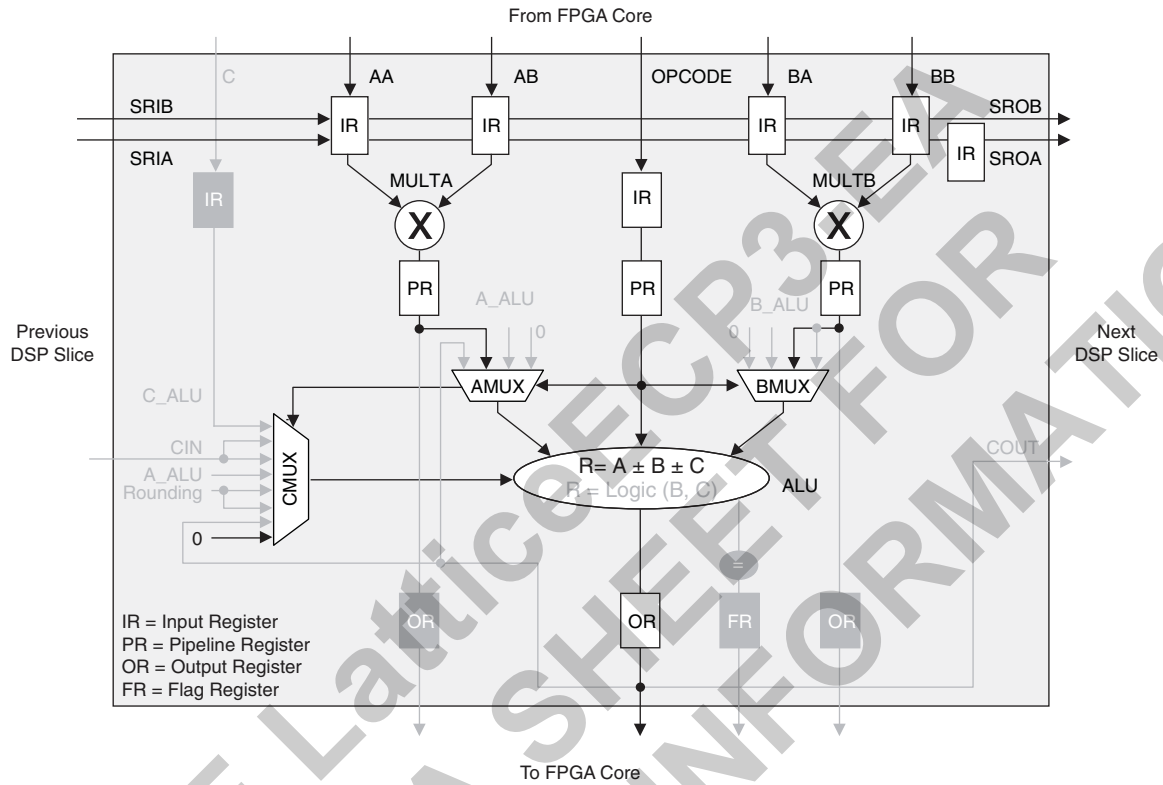 From FPGA Core
C
AA
AB
OPCODE
BA
BB
SRIB
SROB
IR
IR
IR
IR
IR
SRIA
SROA
MULTA
MULTB
IR
IR
X
X
PR
PR
PR
A_ALU
B_ALU
0
0
Previous
DSP Slice
Next
DSP Slice
AMUX
BMUX
C_ALU
CIN
COUT
A_ALU
Rounding
CMUX
R= A ± B ± C
R = Logic (B, C)
ALU
0
=
IR = Input Register
PR = Pipeline Register
OR = Output Register
FR = Flag Register
OR
OR
FR
OR
To FPGA Core
LatticeECP3 EA
SHEET FOR
INFORMATIO